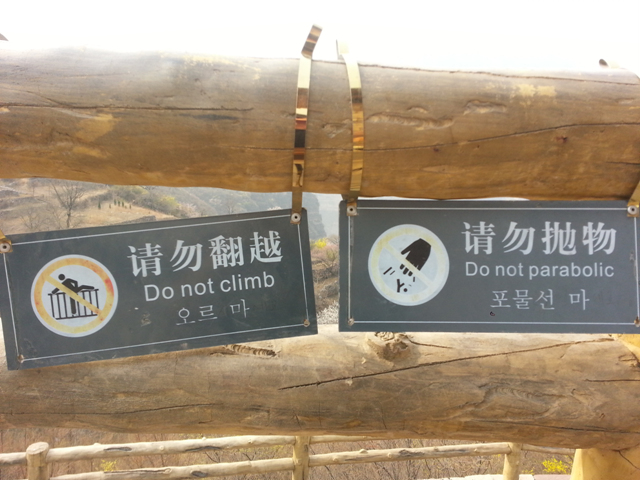 请勿翻越
Do not climb
오르 마
请勿抛物
Do not parabolic
포물선 마